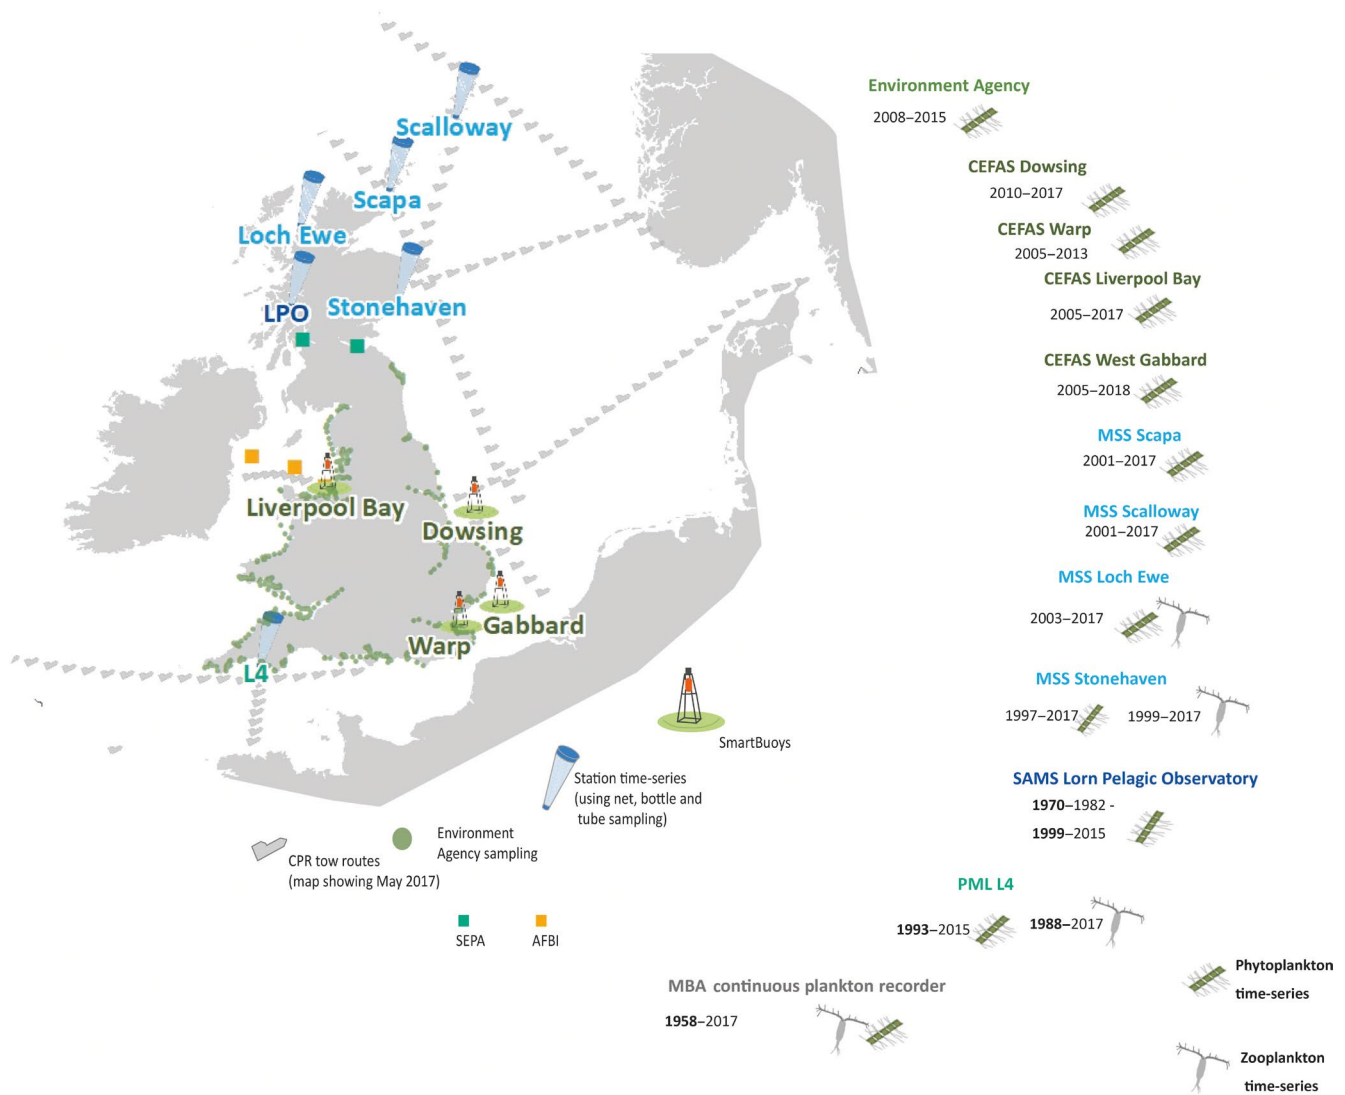 Scalloway
Scapa
Loch Ewe
LPO
Stonehaven
Liverpool Bay
Dowsing
Gabbard
Warp
L4
SmartBuoys
Station time-series
(using net, bottle and
tube sampling)
Environment
Agency sampling
CPR tow routes
(map showing May 2017)
SEPA
AFBI
Environment Agency
2008–2015
CEFAS Dowsing
2010–2017
CEFAS Warp
2005–2013
CEFAS Liverpool Bay
2005–2017
CEFAS West Gabbard
2005–2018
MSS Scapa
2001–2017
MSS Scalloway
2001–2017
MSS Loch Ewe
2003–2017
MSS Stonehaven
1997–2017 1999–2017
SAMS Lorn Pelagic Observatory
1970–1982 -
1999–2015
PML L4
1993–2015 1988–2017
MBA continuous plankton recorder
1958–2017
Phytoplankton
time-series
Zooplankton
time-series